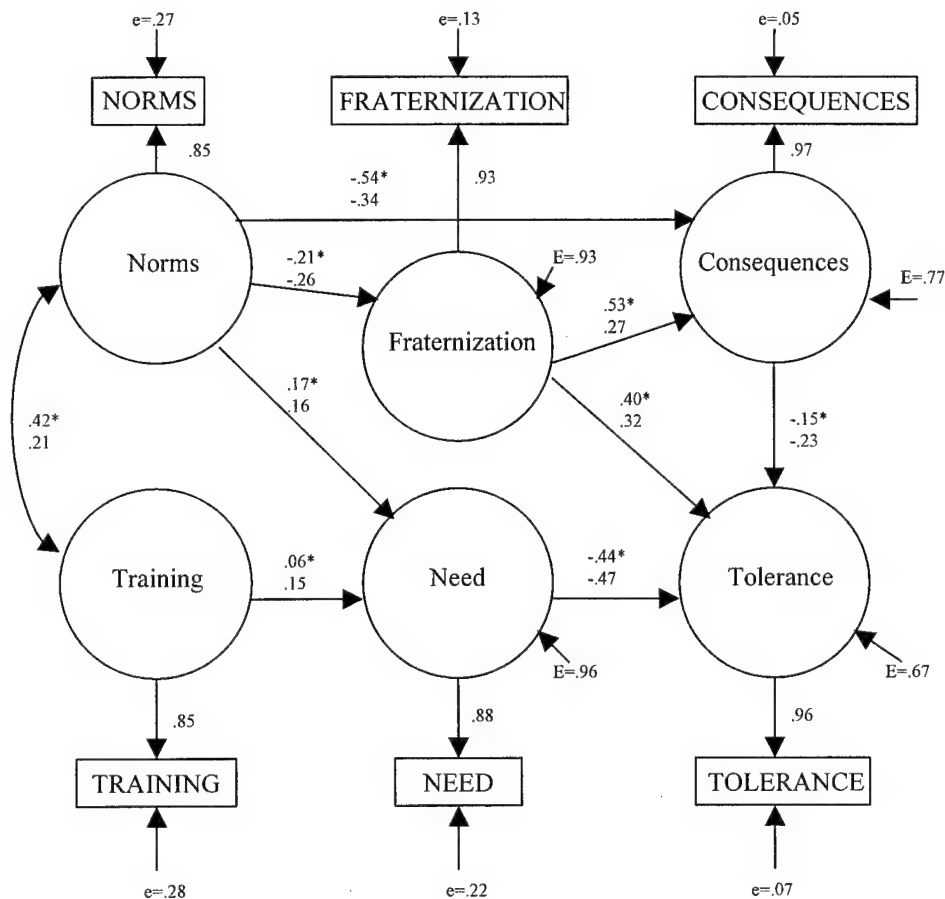 e=.27
e=.13
e=.05
NORMS
FRATERNIZATION
CONSEQUENCES
.85
.93
.97
-.54*
-.34
Norms
-.21*
-.26
E=.93
Consequences
E=.77
Fraternization
.53*
.27
.17*
.16
.40*
.32
-.15*
-.23
.42*
.21
Training
.06*
.15
Need
-.44*
-.47
Tolerance
E=.96
E=.67
.85
.88
.96
TRAINING
NEED
TOLERANCE
e=.28
e=.22
e=.07